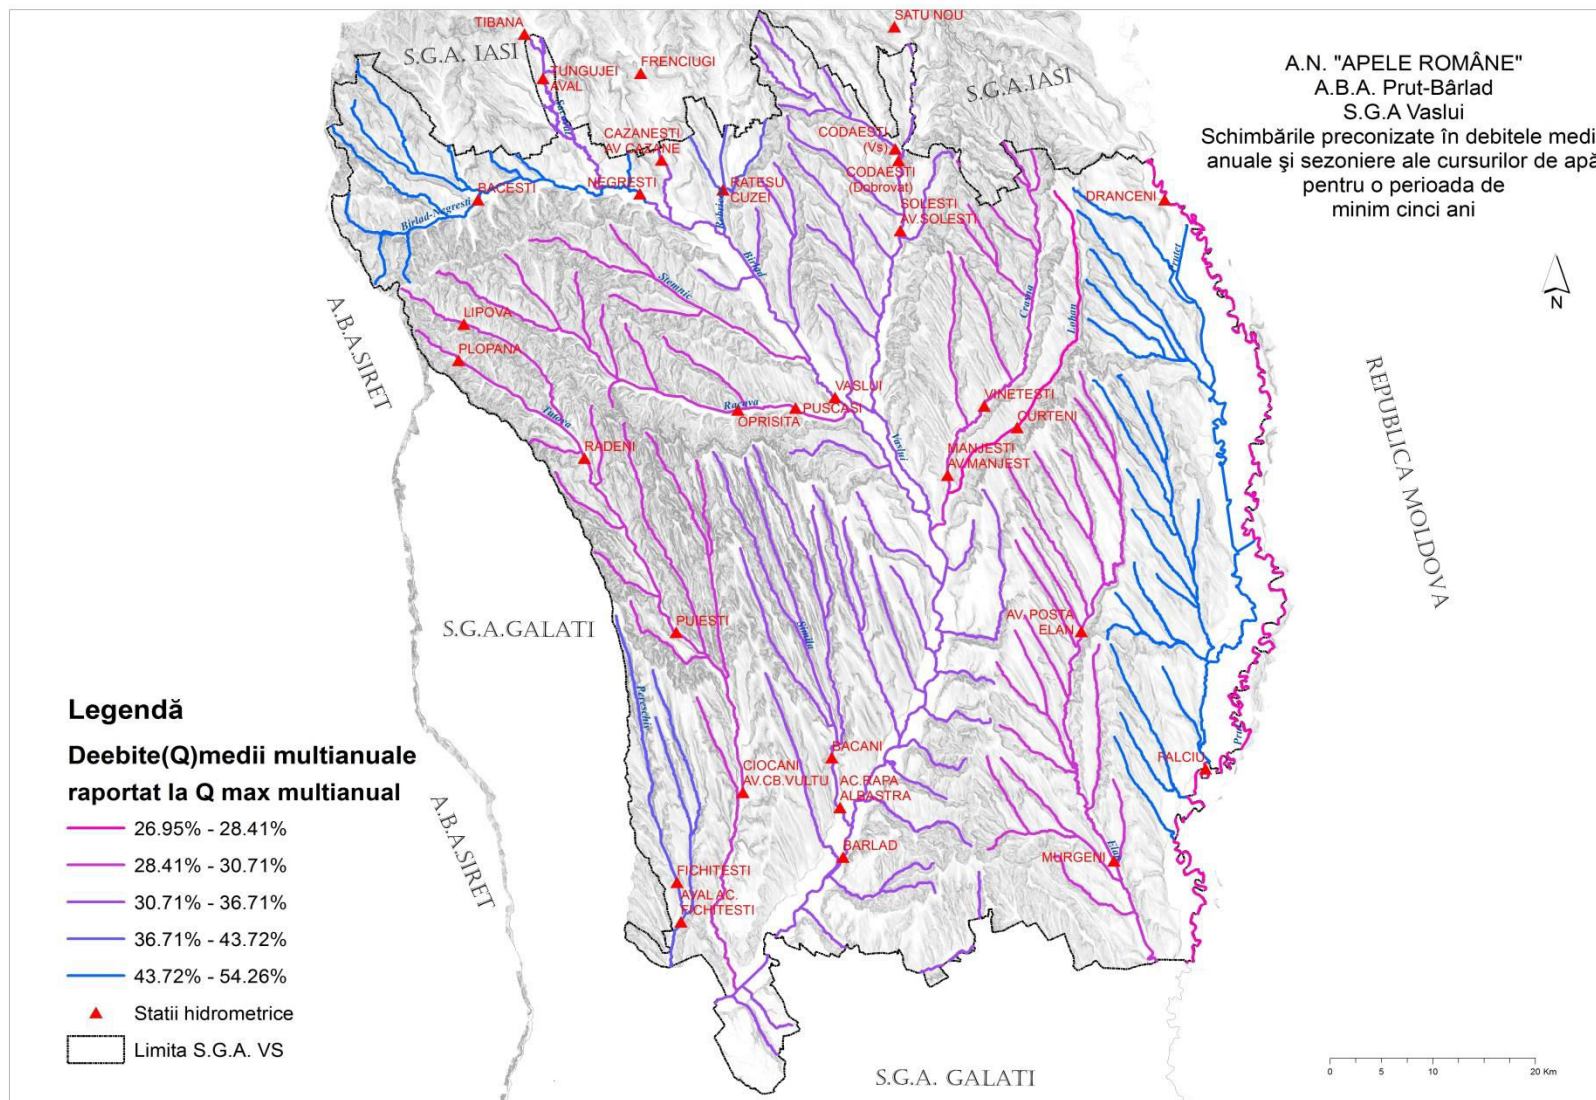 A.N. "APELE ROMÂNE"
A.B.A. Prut-Bârlad
S.G.A Vaslui
Schimbările preconizate în debitele medi
anuale şi sezoniere ale cursurilor de apă
pentru o perioada de
minim cinci ani
N
TIBANA
S.G.A. IASI
TUNGUJEI
AVAL
FRENCIUGI
SATU NOU
S.G.A.IASI
Sacovat
CAZANESTI
AV CAZANE
CODAESTI
(Vs)
CODAESTI
(Dobrovat)
BACESTI
NEGRESTI
RATESU
CUZEI
SOLESTI
AV.SOLESTI
DRANCENI
Birlad-Negresti
Birlad
Stemnic
Crasna
Lohan
Prutet
A.B.A.SIRET
LIPOVA
PLOPANA
Tutova
RADENI
Racova
OPRISITA
PUSCASI
VASLUI
Vaslui
VINETESTI
CURTENI
MANJESTI
AV.MANJEST
REPUBLICA MOLDOVA
S.G.A.GALATI
PUIESTI
Simila
AV. POSTA
ELAN
Pereschiv
Prut
FALCIU
BACANI
CIOCANI
AV.CB.VULTU
AC.RAPA
ALBASTRA
BARLAD
MURGENI
Elan
FICHITESTI
AVAL AC.
FICHITESTI
A.B.A.SIRET
S.G.A. GALATI
Legendă
Deebite(Q)medii multianuale
raportat la Q max multianual
26.95% - 28.41%
28.41% - 30.71%
30.71% - 36.71%
36.71% - 43.72%
43.72% - 54.26%
Statii hidrometrice
Limita S.G.A. VS
0 5 10 20 Km